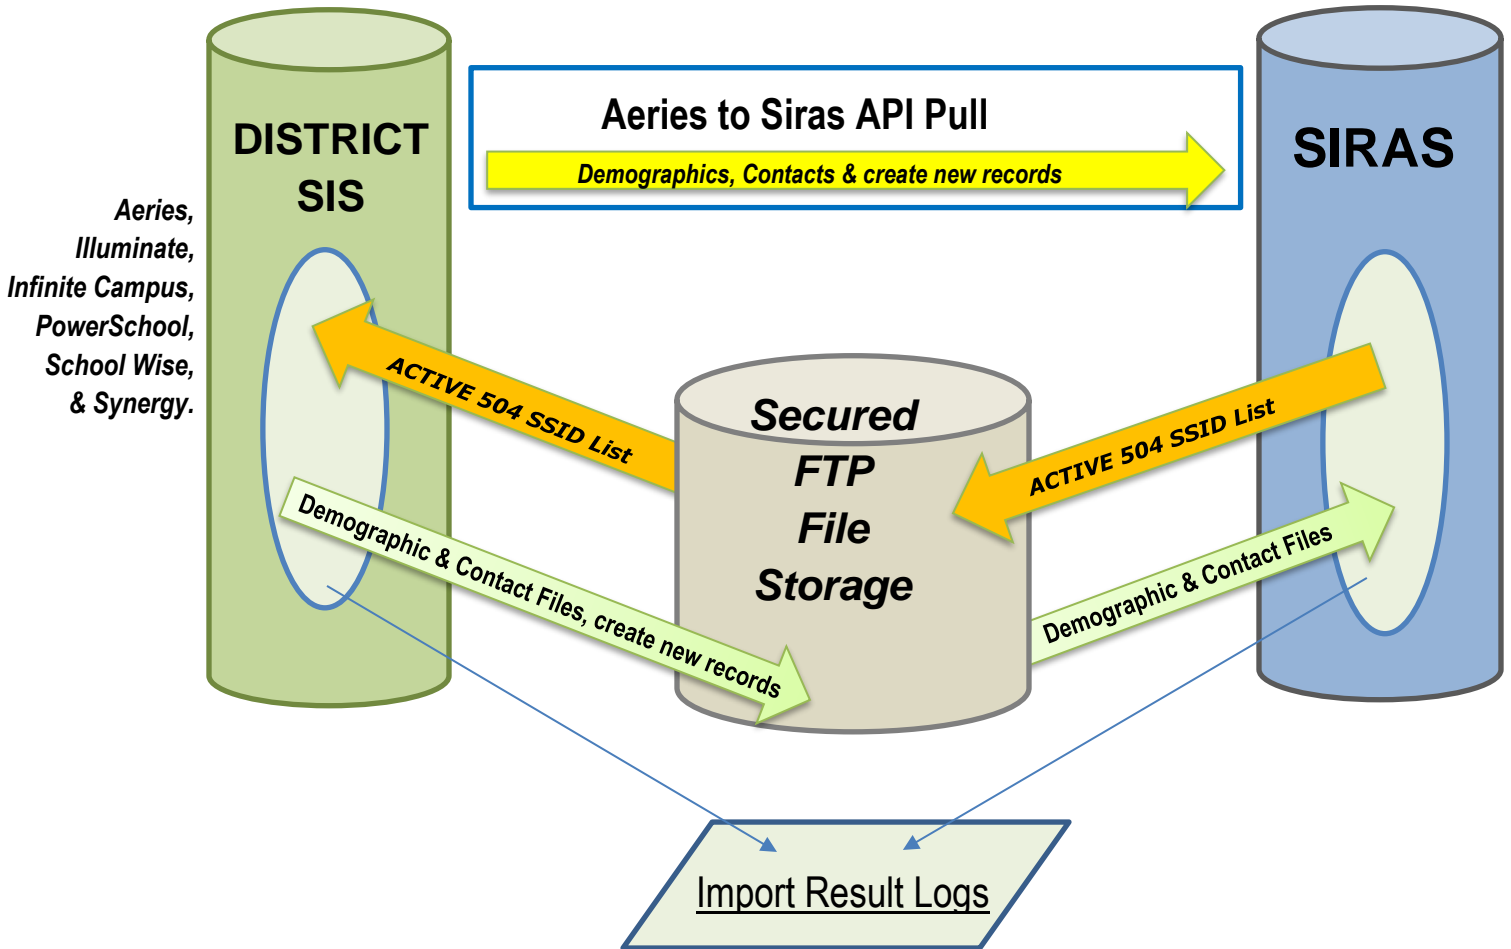 DISTRICT
SIS
Aeries to Siras API Pull
Demographics, Contacts & create new records
SIRAS
Aeries,
Illuminate,
Infinite Campus,
PowerSchool,
School Wise,
& Synergy.
ACTIVE 504 SSID List
Secured
FTP
File
Storage
ACTIVE 504 SSID List
Demographic & Contact Files, create new records
Demographic & Contact Files
Import Result Logs